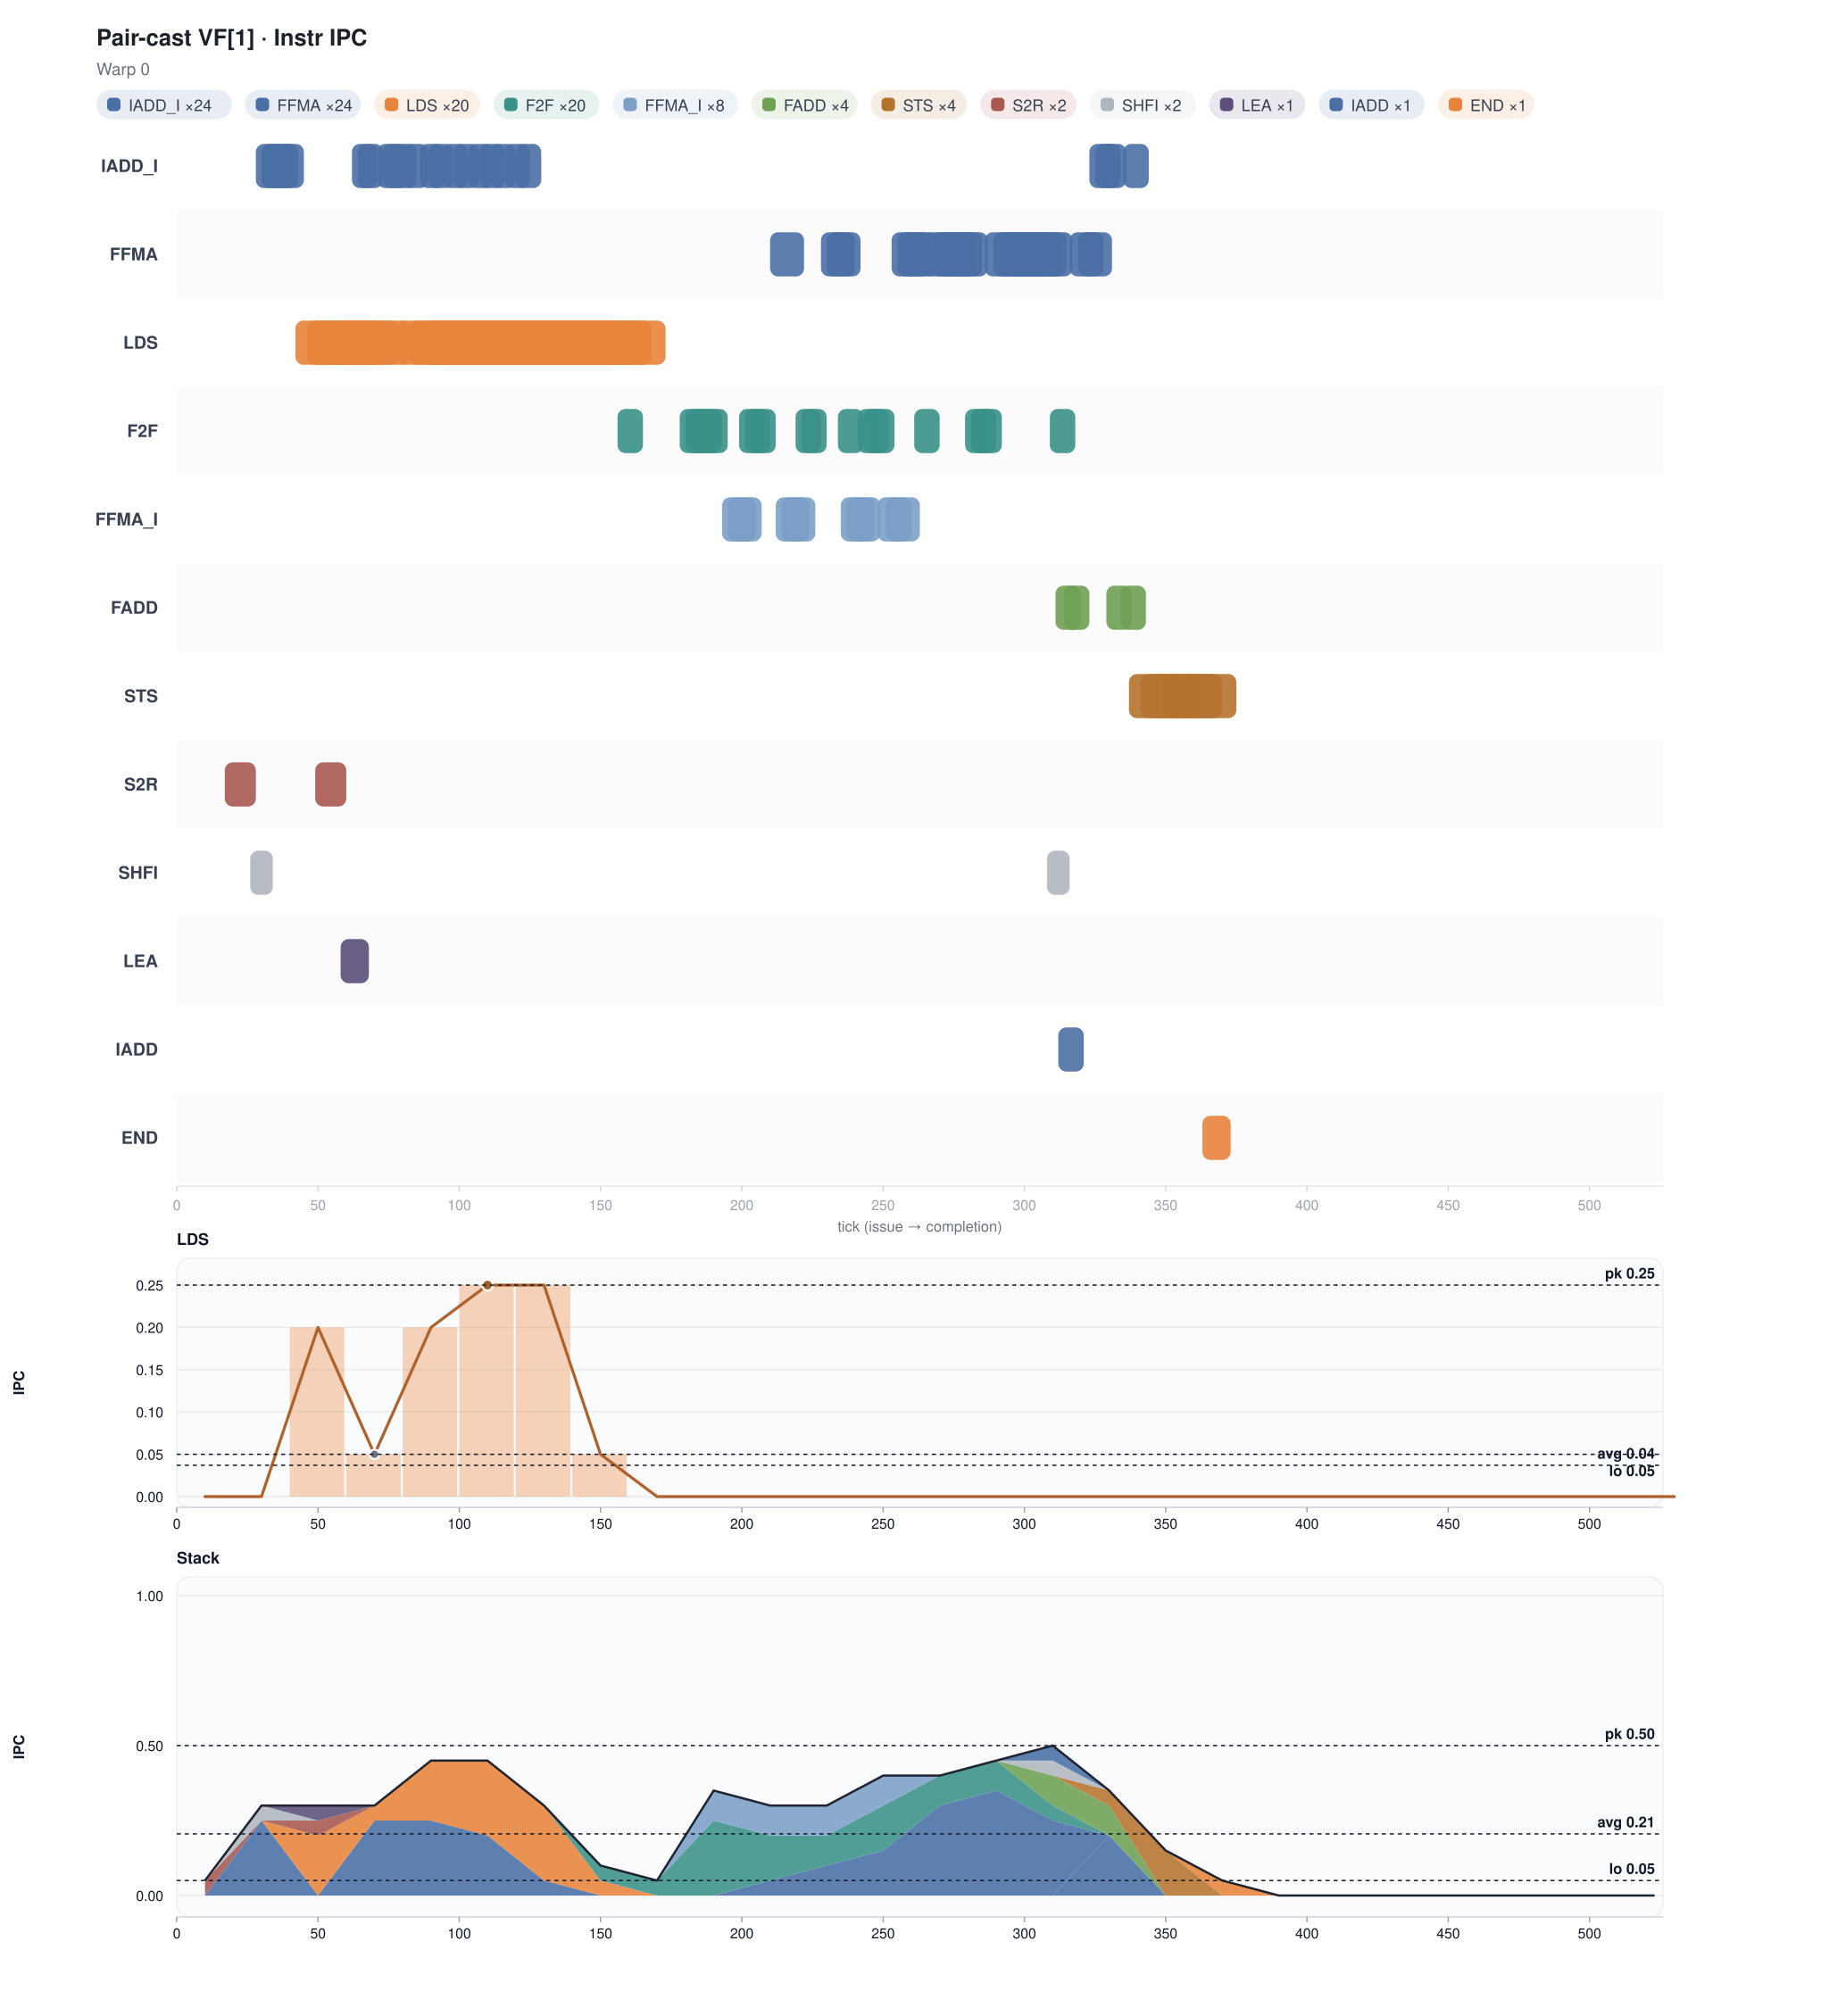 Pair-cast VF[1] · Instr IPC
Warp 0
IADD_I ×24 FFMA ×24 LDS ×20 F2F ×20 FFMA_I ×8 FADD ×4 STS ×4 S2R ×2 SHFI ×2 LEA ×1 IADD ×1 END ×1
IADD_I
FFMA
LDS
F2F
FFMA_I
FADD
STS
S2R
SHFI
LEA
IADD
END
0 50 100 150 200 250 300 350 400 450 500
tick (issue → completion)
LDS
IPC
0.25
pk 0.25
0.20
0.15
0.10
0.05
avg 0.04
lo 0.05
0.00
0 50 100 150 200 250 300 350 400 450 500
Stack
IPC
1.00
0.50
pk 0.50
avg 0.21
lo 0.05
0.00
0 50 100 150 200 250 300 350 400 450 500